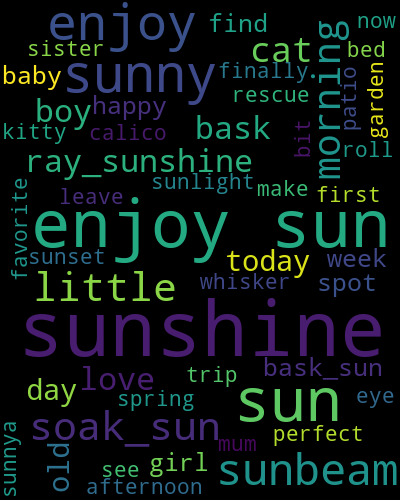 enjoy find now
sister cat morning bed
sunny finally
baby rescue patio garden
boy happy
kitty calico bask bit roll
ray_sunshine
sunlight make first
favorite leave
enjoy sun
sunset today week
little whisker spot
sunshine
day love trip bask_sun
spring sun eye
soak_sun perfect
sunnya old mum
see girl sunbeam
afternoon